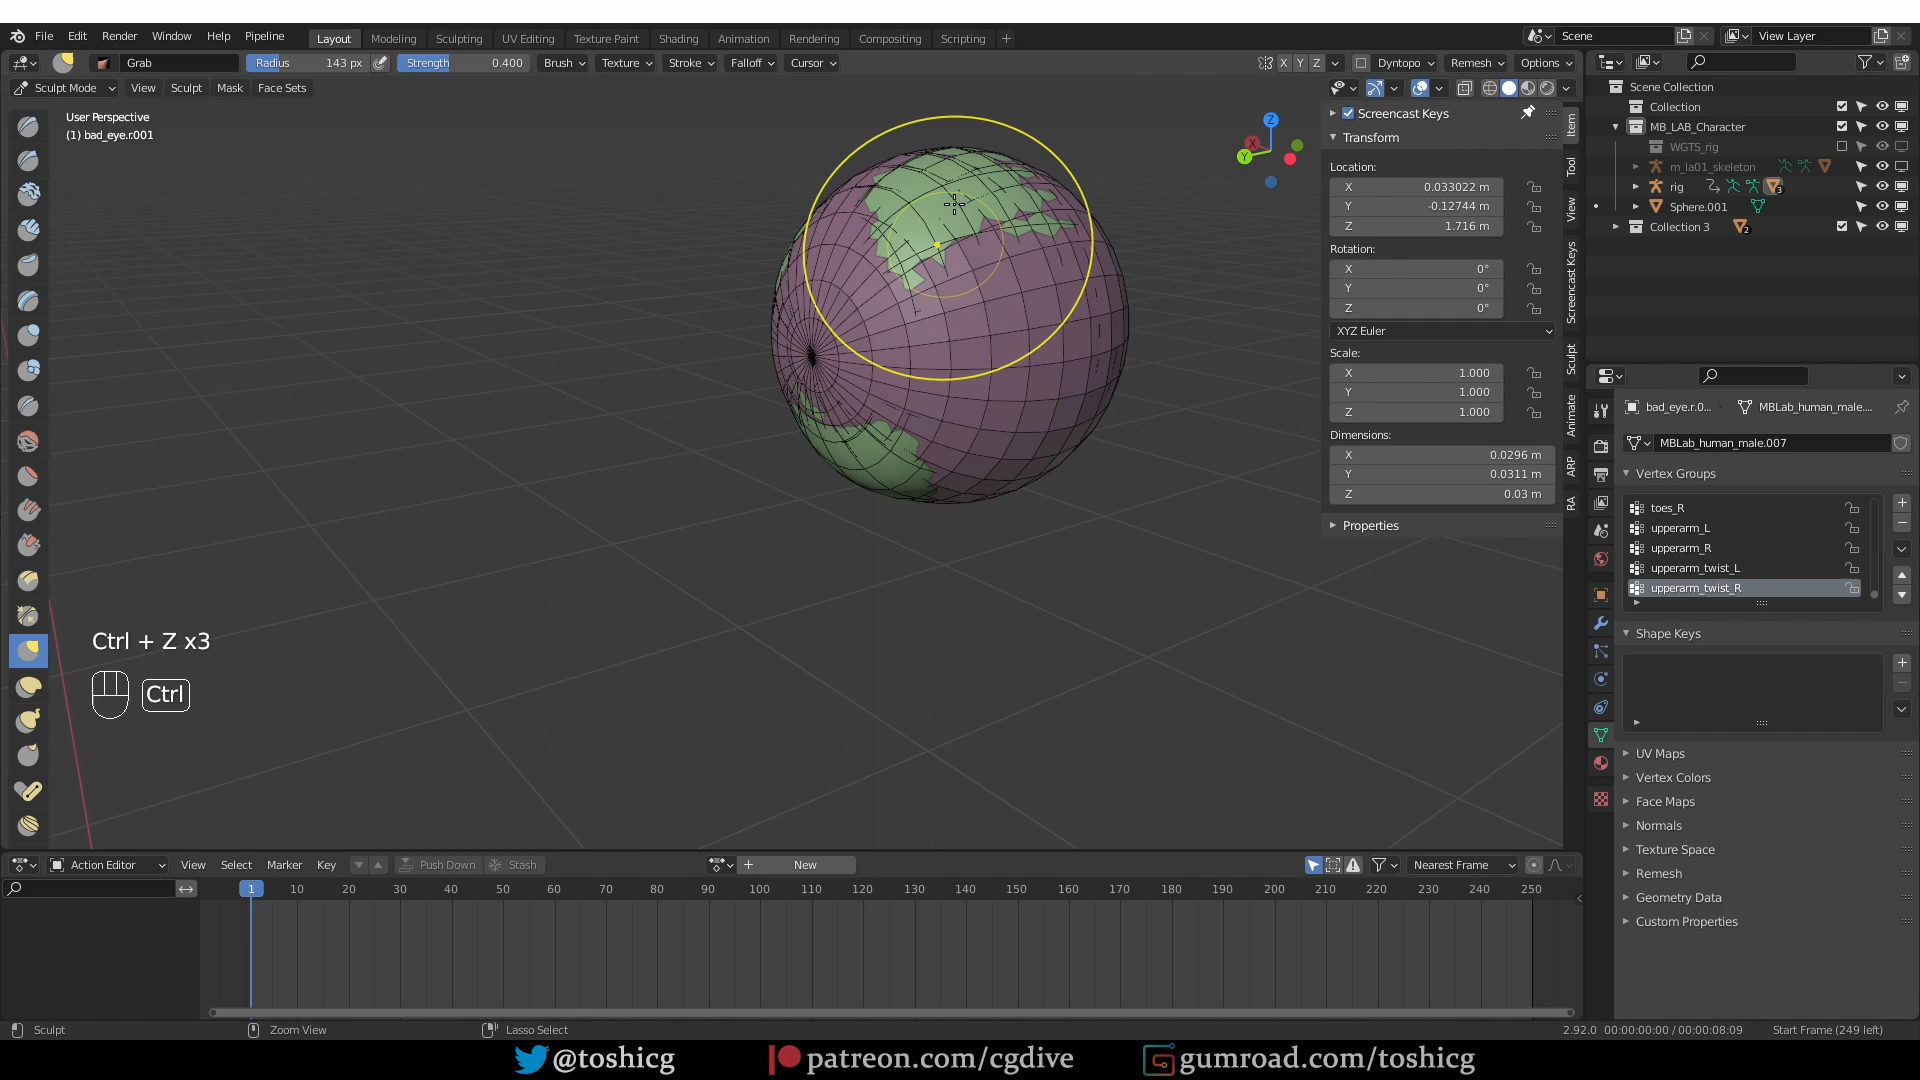 File Edit Render Window Help Pipeline Layout Modeling Sculpting UV Editing Texture Paint Shading Animation Rendering Compositing Scripting + Scene View Layer
Grab Radius 143 px Strength 0.400 Brush Texture Stroke Falloff Cursor X Y Z Dyntopo Remesh Options
Sculpt Mode View Sculpt Mask Face Sets
User Perspective
(1) bad_eye.r001
Z
X
Y
Ctrl + Z x3
Ctrl
Screencast Keys
Transform
Location:
X 0.033022 m
Y -0.12744 m
Z 1.716 m
Rotation:
X 0°
Y 0°
Z 0°
XYZ Euler
Scale:
X 1.000
Y 1.000
Z 1.000
Dimensions:
X 0.0296 m
Y 0.0311 m
Z 0.03 m
Properties
Item
Tool
View
Screencast Keys
Sculpt
Animate
ARP
RA
Scene Collection
Collection
MB_LAB_Character
WGTS_rig
m_la01_skeleton
rig 3
Sphere.001
Collection 3 2
bad_eye.r.0... MBLab_human_male....
MBLab_human_male.007
Vertex Groups
toes_R
upperarm_L
upperarm_R
upperarm_twist_L
upperarm_twist_R
Shape Keys
UV Maps
Vertex Colors
Face Maps
Normals
Texture Space
Remesh
Geometry Data
Custom Properties
Action Editor View Select Marker Key Push Down Stash + New Nearest Frame
1 10 20 30 40 50 60 70 80 90 100 110 120 130 140 150 160 170 180 190 200 210 220 230 240 250
Sculpt Zoom View Lasso Select 2.92.0 00:00:00:00 / 00:00:08:09 Start Frame (249 left)
@toshicg patreon.com/cgdive gumroad.com/toshicg